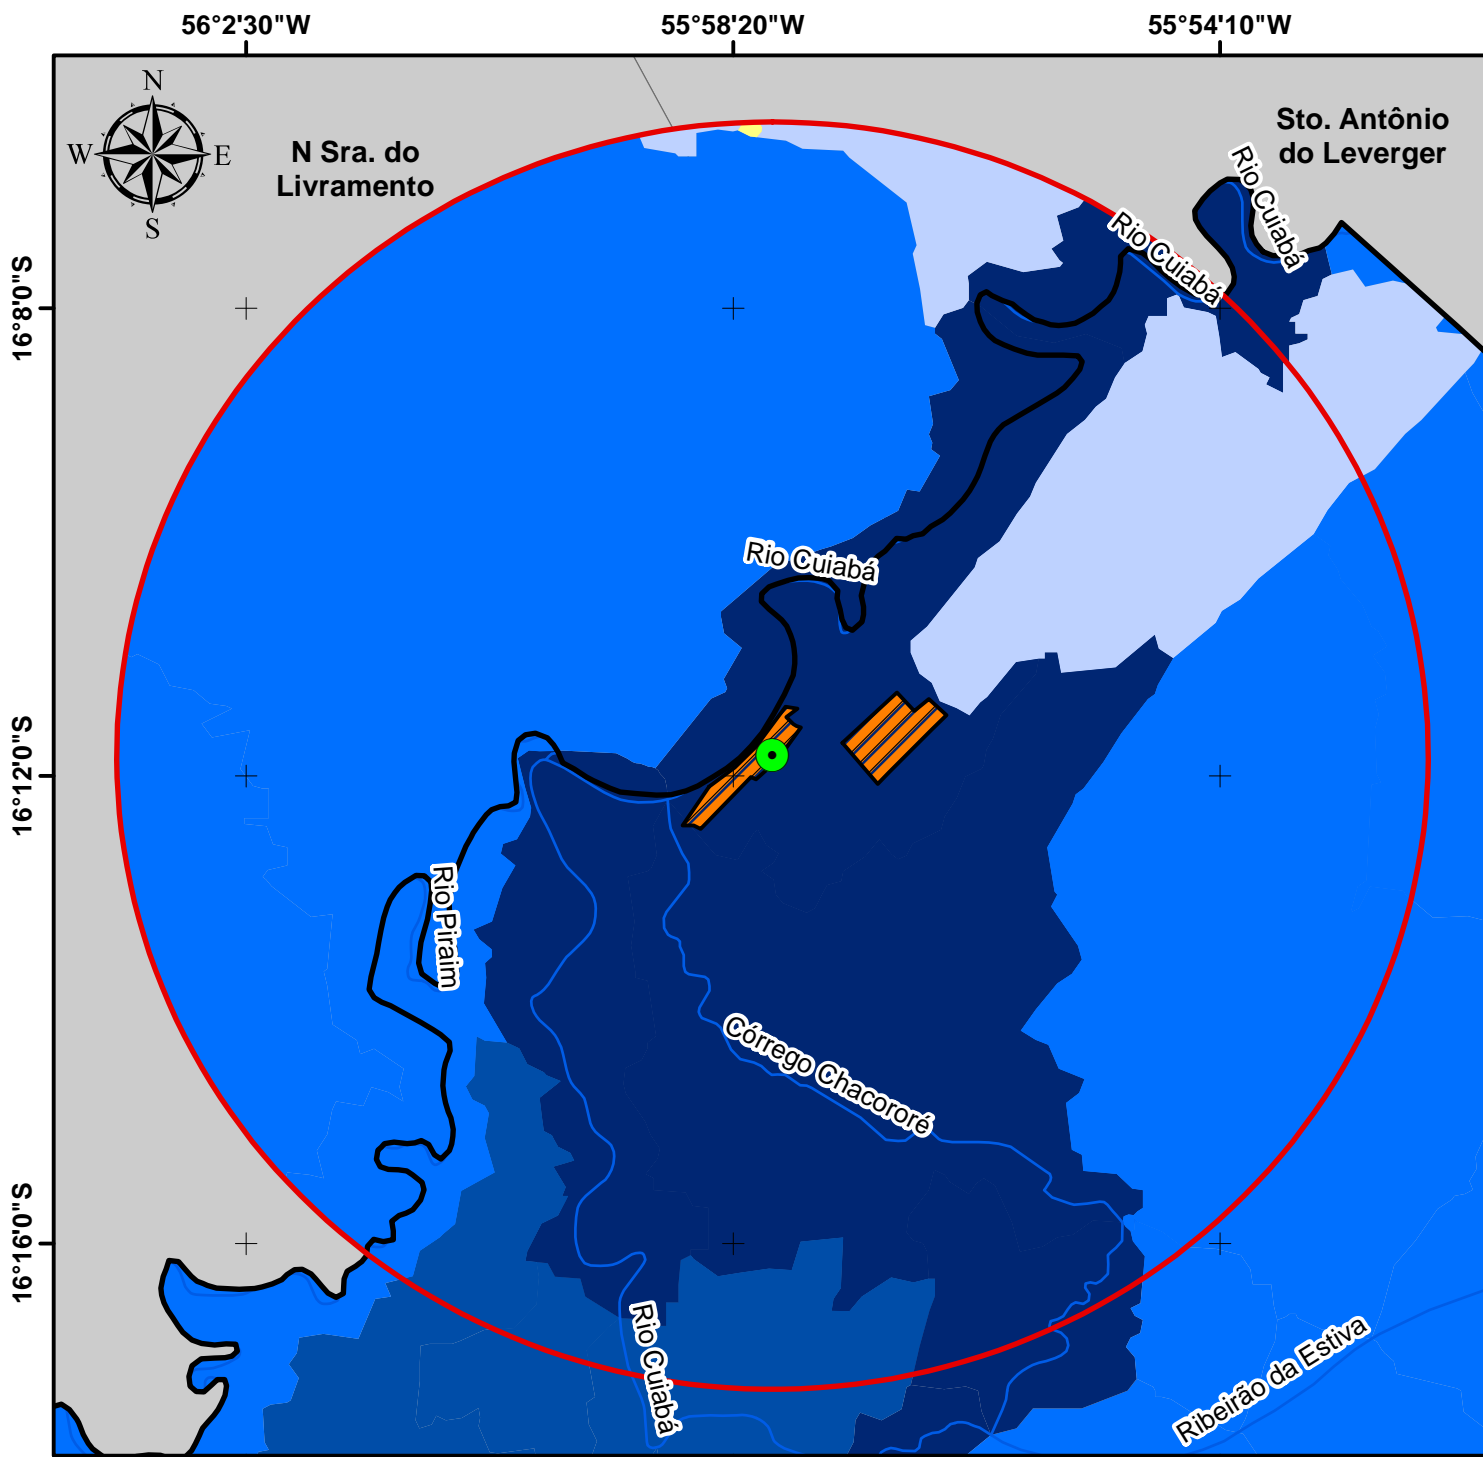 56°2'30"W
55°58'20"W
55°54'10"W
N
W
E
S
N Sra. do
Livramento
Sto. Antônio
do Leverger
Rio Cuiabá
Rio Cuiabá
16°8'0"S
Rio Cuiabá
16°12'0"S
Rio Piraim
Córrego Chacororé
16°16'0"S
Rio Cuiabá
Ribeirão da Estiva